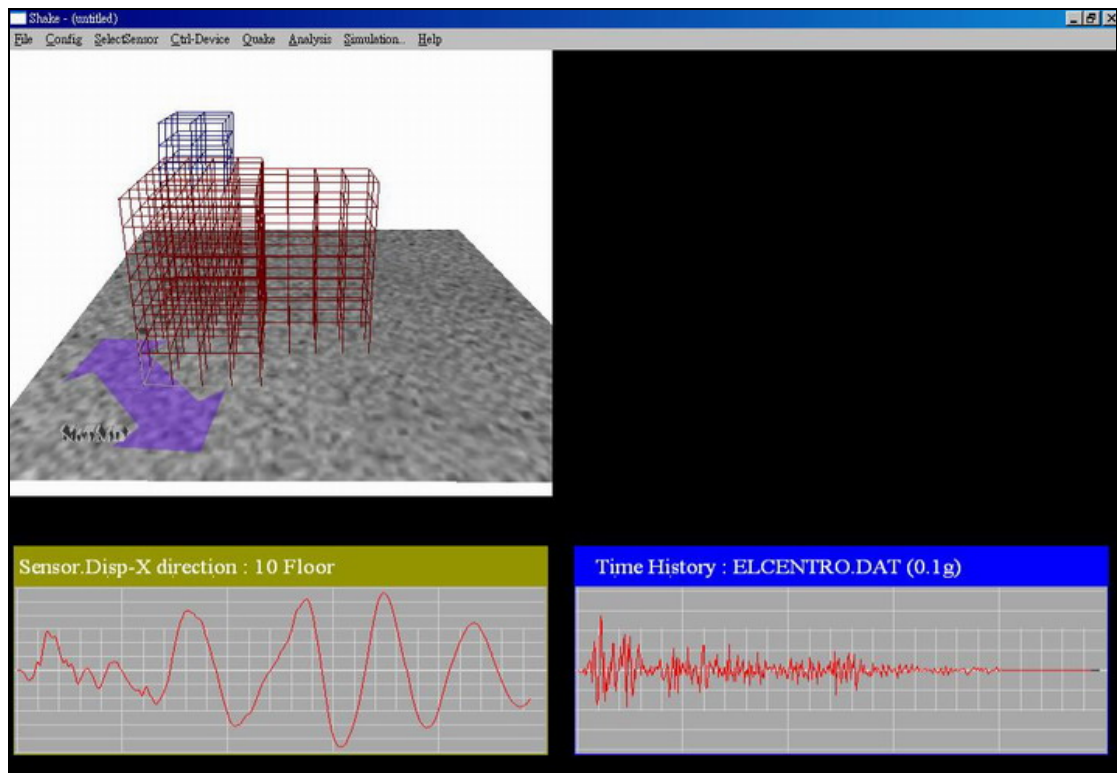 Shake - (untitled)
File Config SelectSensor Ctrl-Device Quake Analysis Simulation.. Help
Sensor.Disp-X direction : 10 Floor
Time History : ELCENTRO.DAT (0.1g)